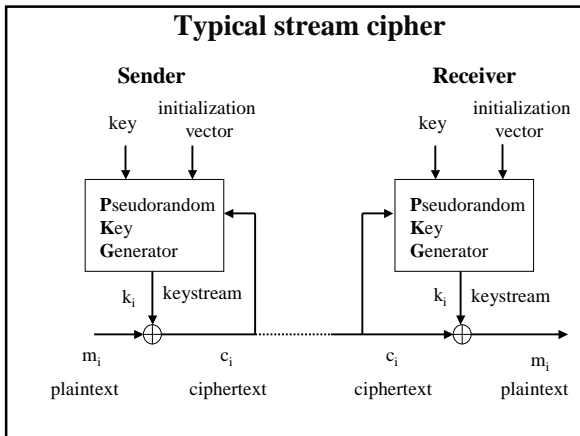 Typical stream cipher
Sender
Receiver
key
initialization
vector
key
initialization
vector
Pseudorandom
Key
Generator
Pseudorandom
Key
Generator
kᵢ
keystream
kᵢ
keystream
mᵢ
cᵢ
cᵢ
mᵢ
plaintext
ciphertext
ciphertext
plaintext